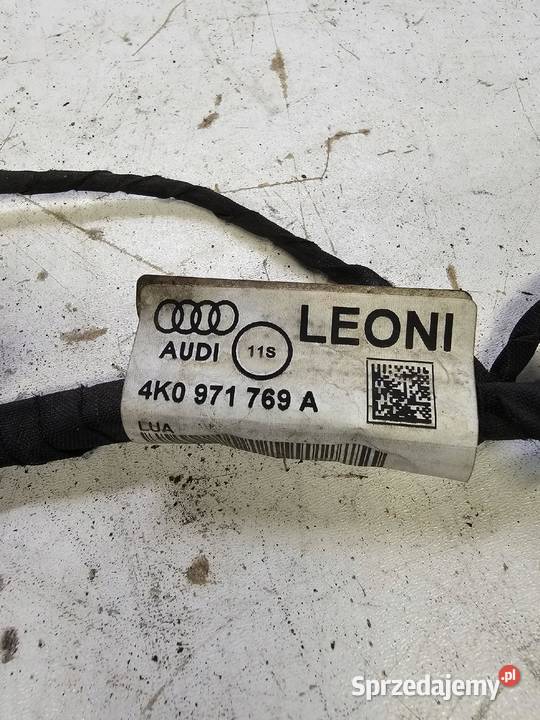 AUDI
11S
LEONI
4K0 971 769 A
LUA
Sprzedajemy.pl